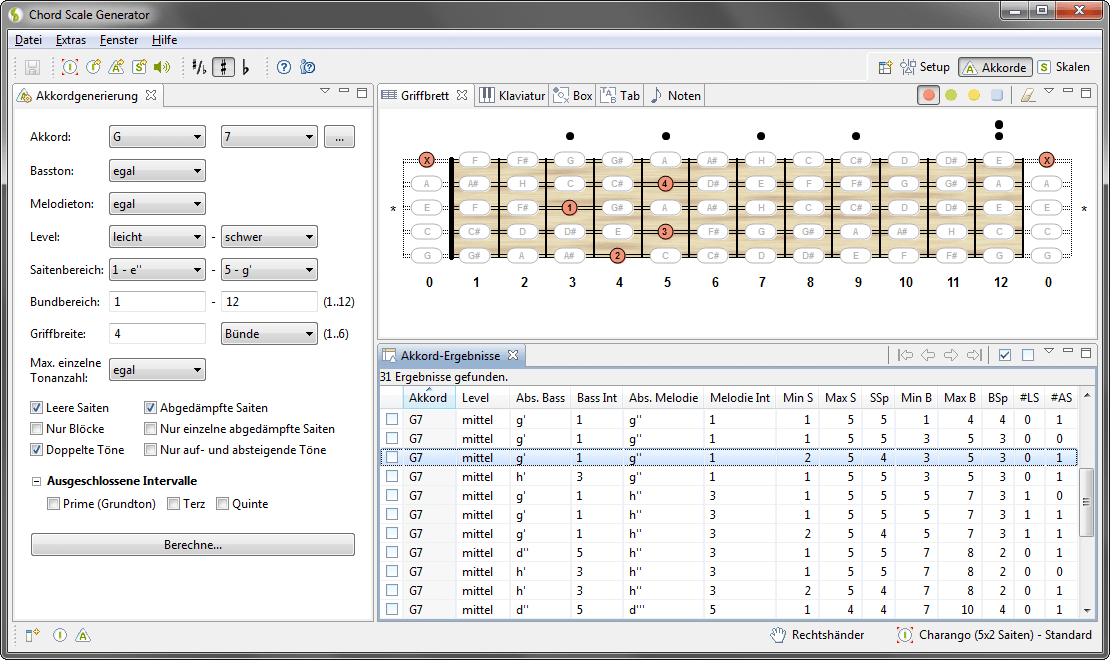 Chord Scale Generator
Datei Extras Fenster Hilfe
Setup Akkorde Skalen
Akkordgenerierung
Akkord: G 7 ...
Basston: egal
Melodieton: egal
Level: leicht - schwer
Saitenbereich: 1 - e'' - 5 - g'
Bundbereich: 1 - 12 (1..12)
Griffbreite: 4 Bünde (1..6)
Max. einzelne
Tonanzahl: egal
Leere Saiten Abgedämpfte Saiten
Nur Blöcke Nur einzelne abgedämpfte Saiten
Doppelte Töne Nur auf- und absteigende Töne
Ausgeschlossene Intervalle
Prime (Grundton) Terz Quinte
Berechne...
Griffbrett Klaviatur Box Tab Noten
X F F# G G# A A# H C C# D D# E X
A A# H C C# 4 D# E F F# G G# A A
* E F F# 1 G# A A# H C C# D D# E E *
C C# D D# E 3 F# G G# A A# H C C
G G# A A# 2 C C# D D# E F F# G G
0 1 2 3 4 5 6 7 8 9 10 11 12 0
Akkord-Ergebnisse
31 Ergebnisse gefunden.
Akkord Level Abs. Bass Bass Int Abs. Melodie Melodie Int Min S Max S SSp Min B Max B BSp #LS #AS
G7 mittel g' 1 g'' 1 1 5 5 1 4 4 0 1
G7 mittel g' 1 g'' 1 1 5 5 3 5 3 0 0
G7 mittel g' 1 g'' 1 2 5 4 3 5 3 0 1
G7 mittel h' 3 g'' 1 1 5 5 3 5 3 0 1
G7 mittel g' 1 h'' 3 1 5 5 5 7 3 1 0
G7 mittel g' 1 h'' 3 1 5 5 5 7 3 1 1
G7 mittel g' 1 h'' 3 2 5 4 5 7 3 1 1
G7 mittel d'' 5 h'' 3 1 5 5 7 8 2 0 1
G7 mittel h' 3 h'' 3 1 5 5 7 8 2 0 0
G7 mittel h' 3 h'' 3 2 5 4 7 8 2 0 1
G7 mittel d'' 5 d''' 5 1 4 4 7 10 4 0 1
Rechtshänder Charango (5x2 Saiten) - Standard